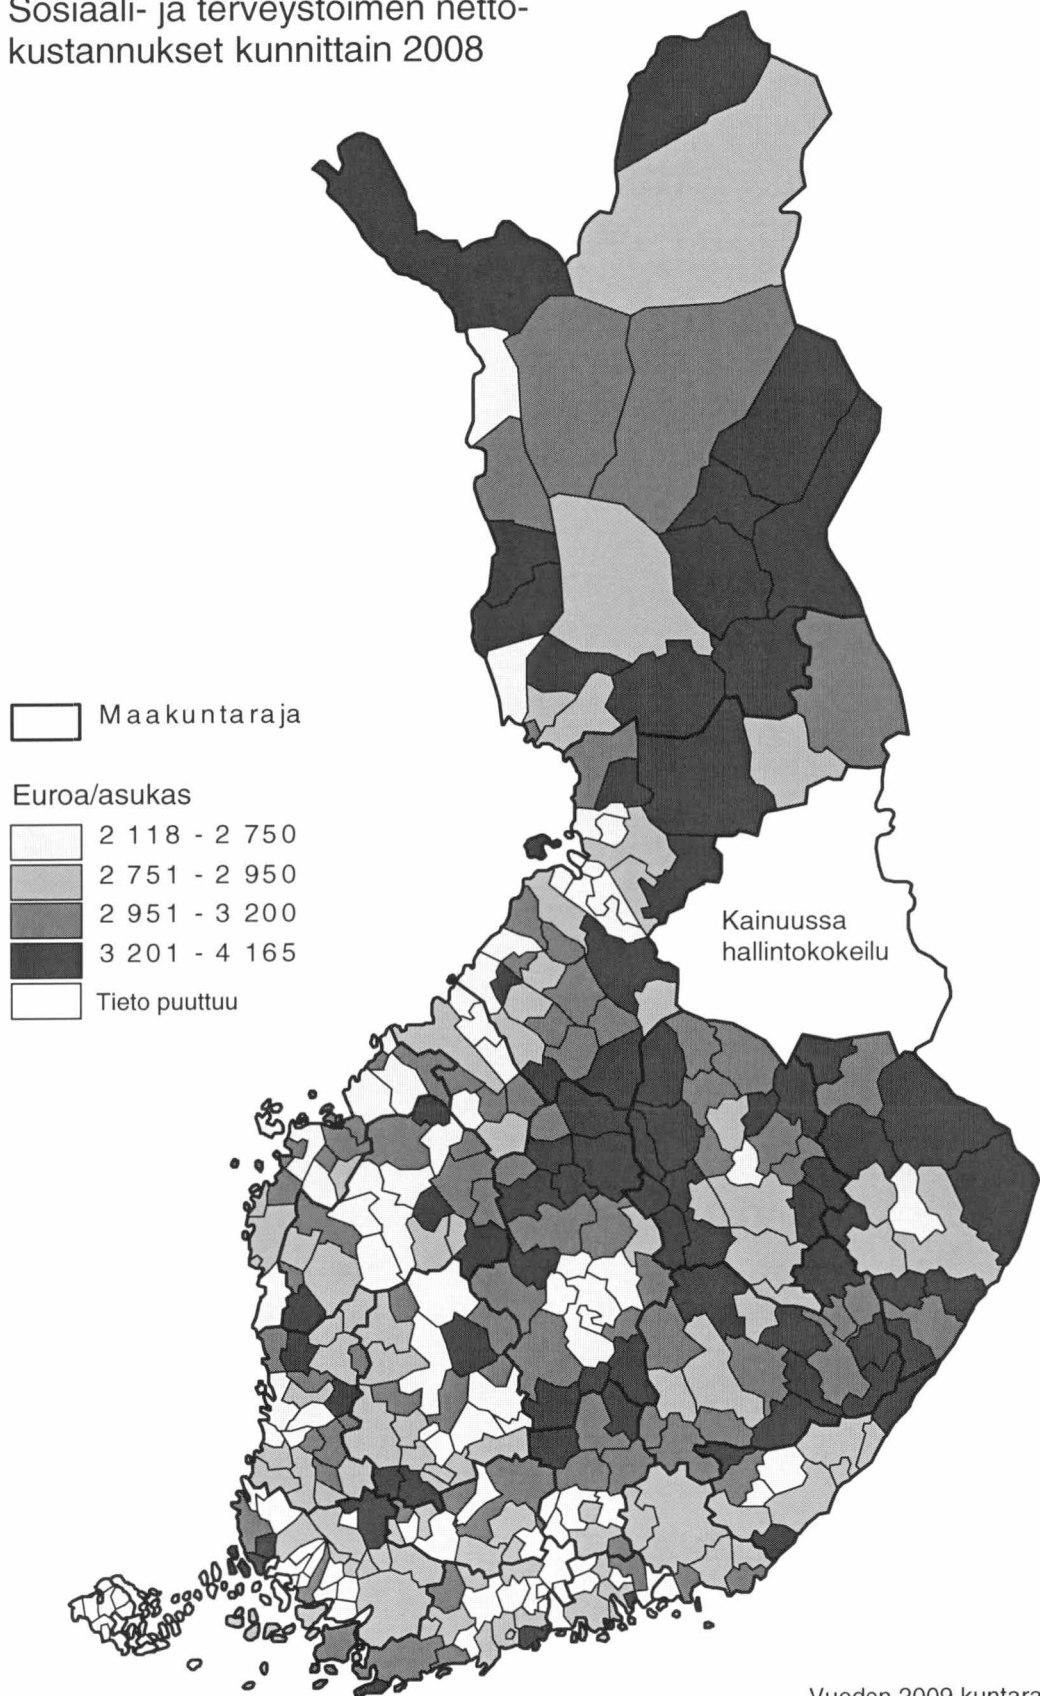 Sosiaali- ja terveystoimen netto-
kustannukset kunnittain 2008
Maakuntaraja
Euroa/asukas
2 118 - 2 750
2 751 - 2 950
2 951 - 3 200
3 201 - 4 165
Tieto puuttuu
Kainuussa
hallintokokeilu
Vuoden 2009